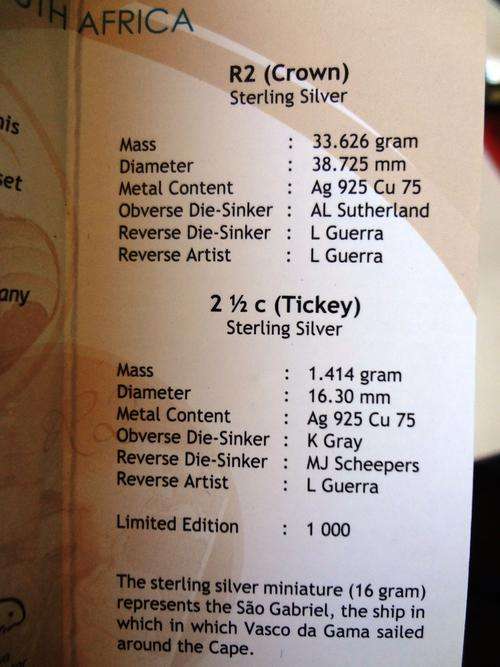 TH AFRICA
R2 (Crown)
Sterling Silver
his
set
any
Mass : 33.626 gram
Diameter : 38.725 mm
Metal Content : Ag 925 Cu 75
Obverse Die-Sinker : AL Sutherland
Reverse Die-Sinker : L Guerra
Reverse Artist : L Guerra
2 ½ c (Tickey)
Sterling Silver
Mass : 1.414 gram
Diameter : 16.30 mm
Metal Content : Ag 925 Cu 75
Obverse Die-Sinker : K Gray
Reverse Die-Sinker : MJ Scheepers
Reverse Artist : L Guerra
Limited Edition : 1 000
The sterling silver miniature (16 gram)
represents the São Gabriel, the ship in
which in which Vasco da Gama sailed
around the Cape.